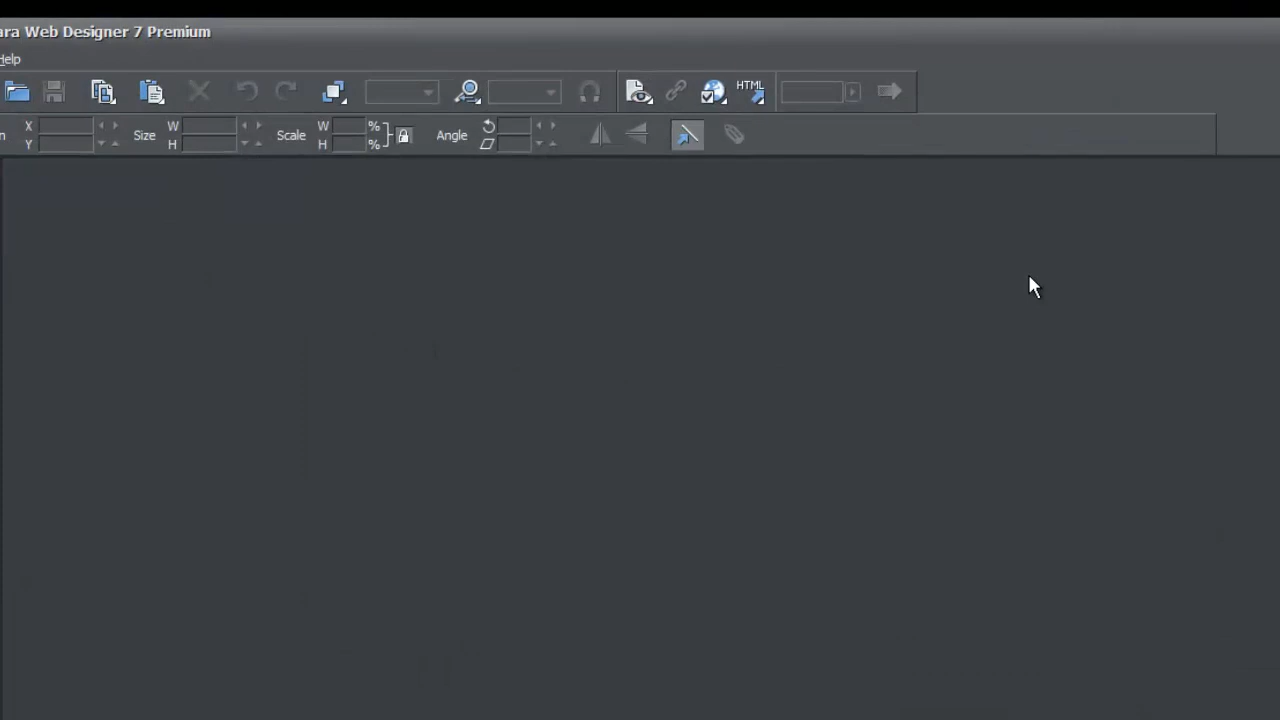 ara Web Designer 7 Premium
Help
HTML
n X Y Size W H Scale W % H % Angle